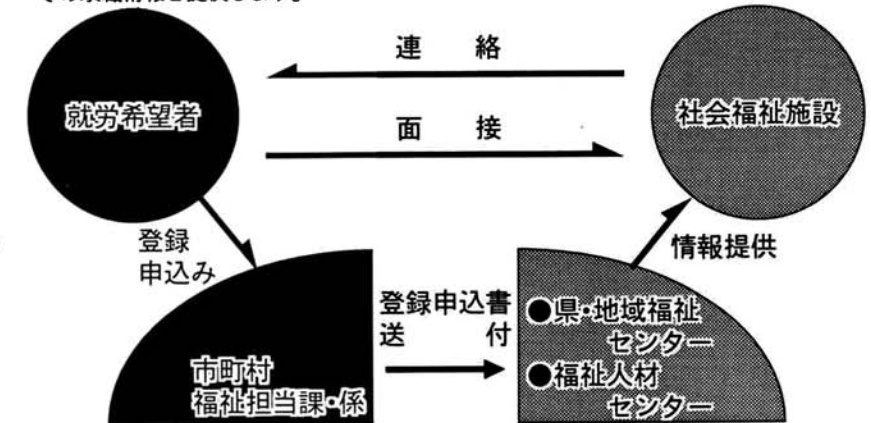 連絡
就労希望者
社会福祉施設
面接
登録
申込み
情報提供
登録申込書
送付
●県・地域福祉
センター
●福祉人材
センター
市町村
福祉担当課・係